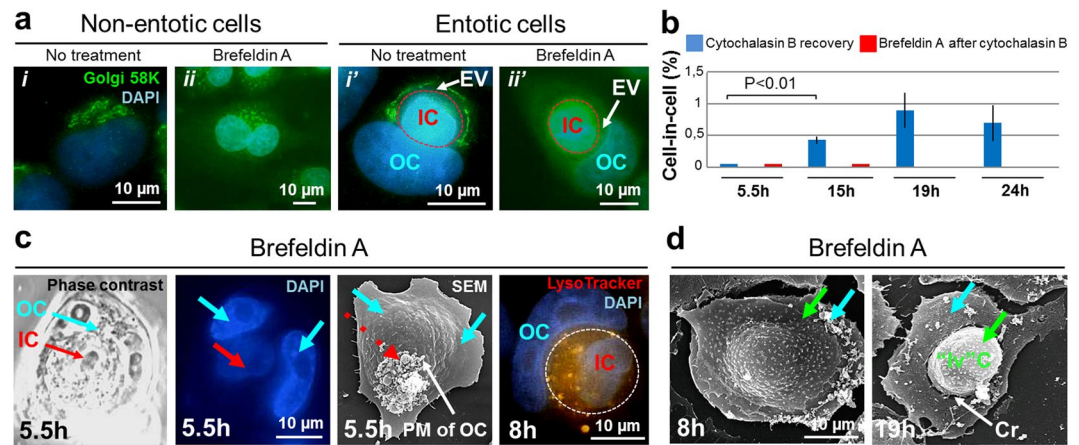 a
Non-entotic cells
Entotic cells
No treatment
Brefeldin A
No treatment
Brefeldin A
i
Golgi 58K
DAPI
10 µm
ii
10 µm
i’
EV
IC
OC
10 µm
ii’
EV
IC
OC
10 µm
b
Cytochalasin B recovery
Brefeldin A after cytochalasin B
Cell-in-cell (%)
1,5
1
0,5
0
P<0.01
5.5h
15h
19h
24h
c
Brefeldin A
Phase contrast
OC
IC
5.5h
DAPI
5.5h
10 µm
SEM
5.5h
PM of OC
LysoTracker
DAPI
OC
IC
8h
10 µm
d
Brefeldin A
8h
10 µm
"Iv"C
19h
Cr.
10 µm